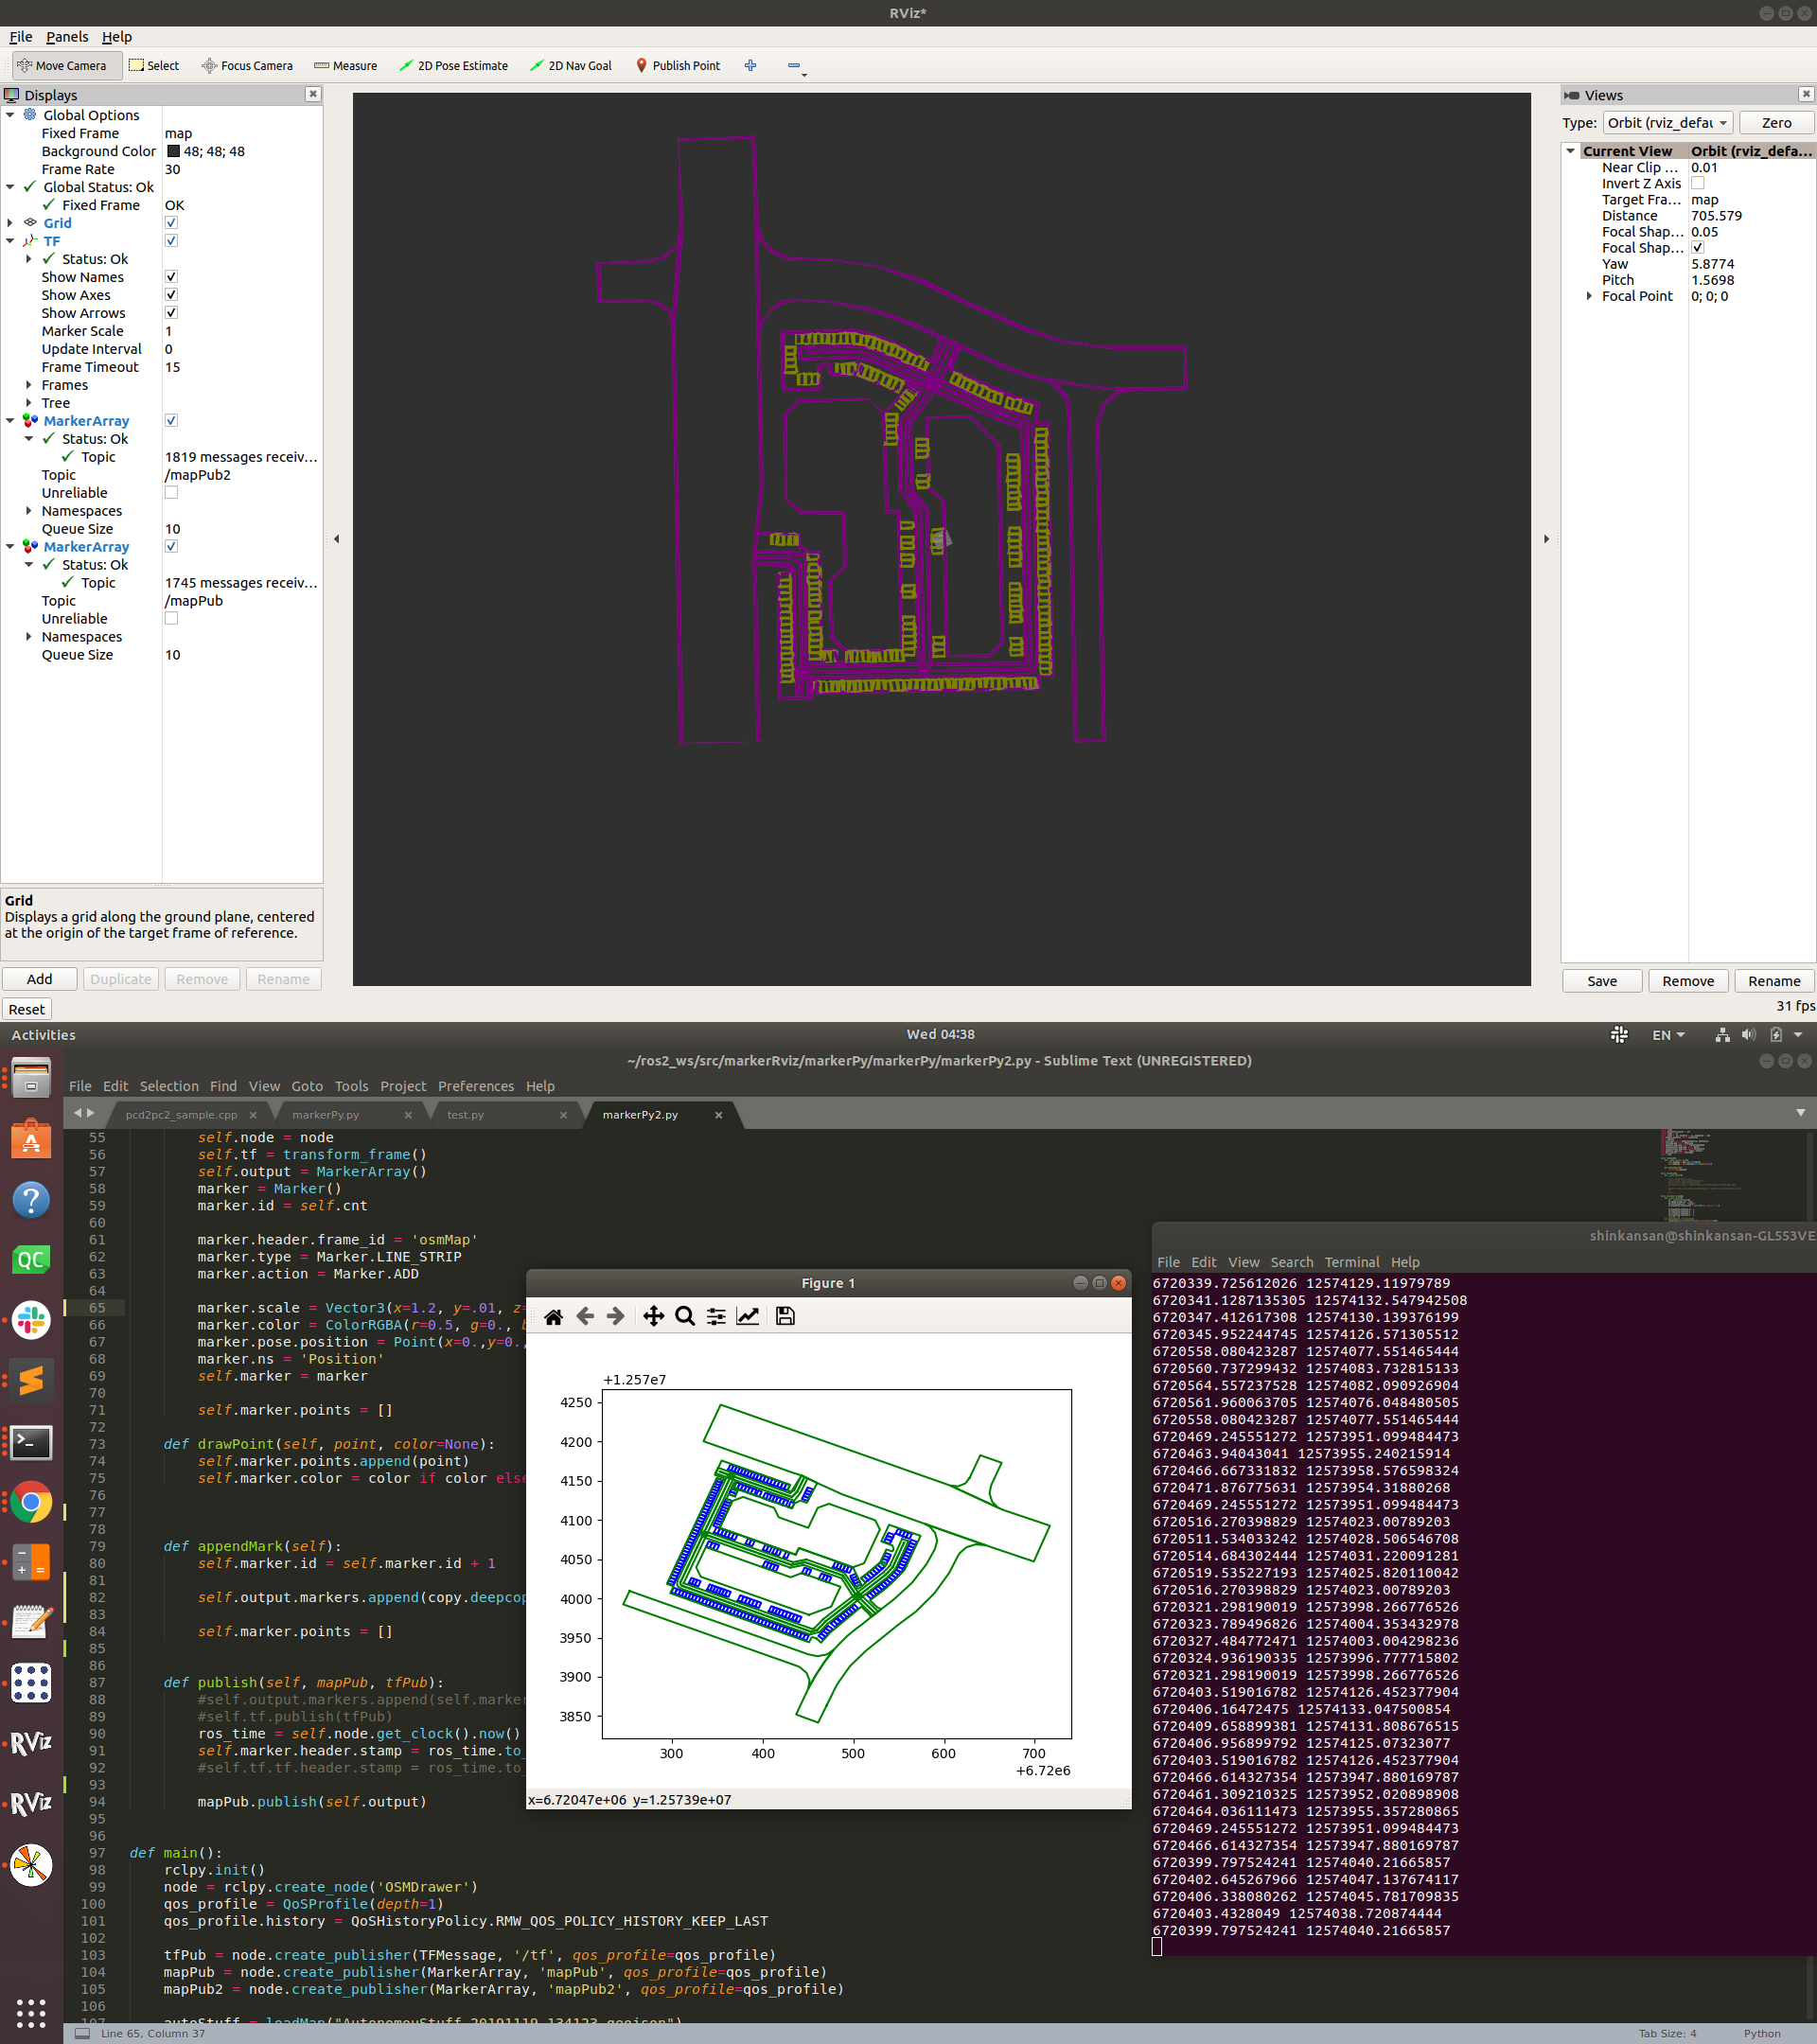 RViz*
File Panels Help
Move Camera Select Focus Camera Measure 2D Pose Estimate 2D Nav Goal Publish Point
Displays
Global Options
Fixed Frame map
Background Color 48; 48; 48
Frame Rate 30
Global Status: Ok
Fixed Frame OK
Grid
TF
Status: Ok
Show Names
Show Axes
Show Arrows
Marker Scale 1
Update Interval 0
Frame Timeout 15
Frames
Tree
MarkerArray
Status: Ok
Topic 1819 messages receiv...
Topic /mapPub2
Unreliable
Namespaces
Queue Size 10
MarkerArray
Status: Ok
Topic 1745 messages receiv...
Topic /mapPub
Unreliable
Namespaces
Queue Size 10
Grid
Displays a grid along the ground plane, centered
at the origin of the target frame of reference.
Add Duplicate Remove Rename
Reset
Views
Type: Orbit (rviz_defau Zero
Current View Orbit (rviz_defa...
Near Clip ... 0.01
Invert Z Axis
Target Fra... map
Distance 705.579
Focal Shap... 0.05
Focal Shap...
Yaw 5.8774
Pitch 1.5698
Focal Point 0; 0; 0
Save Remove Rename
31 fps
Activities Wed 04:38 EN
~/ros2_ws/src/markerRviz/markerPy/markerPy/markerPy2.py - Sublime Text (UNREGISTERED)
File Edit Selection Find View Goto Tools Project Preferences Help
pcd2pc2_sample.cpp markerPy.py test.py markerPy2.py
55 self.node = node
56 self.tf = transform_frame()
57 self.output = MarkerArray()
58 marker = Marker()
59 marker.id = self.cnt
60
61 marker.header.frame_id = 'osmMap'
62 marker.type = Marker.LINE_STRIP
63 marker.action = Marker.ADD
64
65 marker.scale = Vector3(x=1.2, y=.01, z=
66 marker.color = ColorRGBA(r=0.5, g=0., b
67 marker.pose.position = Point(x=0.,y=0.,
68 marker.ns = 'Position'
69 self.marker = marker
70
71 self.marker.points = []
72
73 def drawPoint(self, point, color=None):
74 self.marker.points.append(point)
75 self.marker.color = color if color else
76
77
78
79 def appendMark(self):
80 self.marker.id = self.marker.id + 1
81
82 self.output.markers.append(copy.deepcop
83
84 self.marker.points = []
85
86
87 def publish(self, mapPub, tfPub):
88 #self.output.markers.append(self.marker
89 #self.tf.publish(tfPub)
90 ros_time = self.node.get_clock().now()
91 self.marker.header.stamp = ros_time.to_
92 #self.tf.tf.header.stamp = ros_time.to_
93
94 mapPub.publish(self.output)
95
96
97 def main():
98 rclpy.init()
99 node = rclpy.create_node('OSMDrawer')
100 qos_profile = QoSProfile(depth=1)
101 qos_profile.history = QoSHistoryPolicy.RMW_QOS_POLICY_HISTORY_KEEP_LAST
102
103 tfPub = node.create_publisher(TFMessage, '/tf', qos_profile=qos_profile)
104 mapPub = node.create_publisher(MarkerArray, 'mapPub', qos_profile=qos_profile)
105 mapPub2 = node.create_publisher(MarkerArray, 'mapPub2', qos_profile=qos_profile)
106
107 autoStuff = loadMap("AutonomouStuff_20191119_134123.geojson")
Line 65, Column 37 Tab Size: 4 Python
QC
RViz
RViz
Figure 1
+1.257e7
4250
4200
4150
4100
4050
4000
3950
3900
3850
300 400 500 600 700
+6.72e6
x=6.72047e+06 y=1.25739e+07
shinkansan@shinkansan-GL553VE
File Edit View Search Terminal Help
6720339.725612026 12574129.11979789
6720341.1287135305 12574132.547942508
6720347.412617308 12574130.139376199
6720345.952244745 12574126.571305512
6720558.080423287 12574077.551465444
6720560.737299432 12574083.732815133
6720564.557237528 12574082.090926904
6720561.960063705 12574076.048480505
6720558.080423287 12574077.551465444
6720469.245551272 12573951.099484473
6720463.94043041 12573955.240215914
6720466.667331832 12573958.576598324
6720471.876775631 12573954.31880268
6720469.245551272 12573951.099484473
6720516.270398829 12574023.00789203
6720511.534033242 12574028.506546708
6720514.684302444 12574031.220091281
6720519.535227193 12574025.820110042
6720516.270398829 12574023.00789203
6720321.298190019 12573998.266776526
6720323.789496826 12574004.353432978
6720327.484772471 12574003.004298236
6720324.936190335 12573996.777715802
6720321.298190019 12573998.266776526
6720403.519016782 12574126.452377904
6720406.16472475 12574133.047500854
6720409.658899381 12574131.808676515
6720406.956899792 12574125.07323077
6720403.519016782 12574126.452377904
6720466.614327354 12573947.880169787
6720461.309210325 12573952.020898908
6720464.036111473 12573955.357280865
6720469.245551272 12573951.099484473
6720466.614327354 12573947.880169787
6720399.797524241 12574040.21665857
6720402.645267966 12574047.137674117
6720406.338080262 12574045.781709835
6720403.4328049 12574038.720874444
6720399.797524241 12574040.21665857